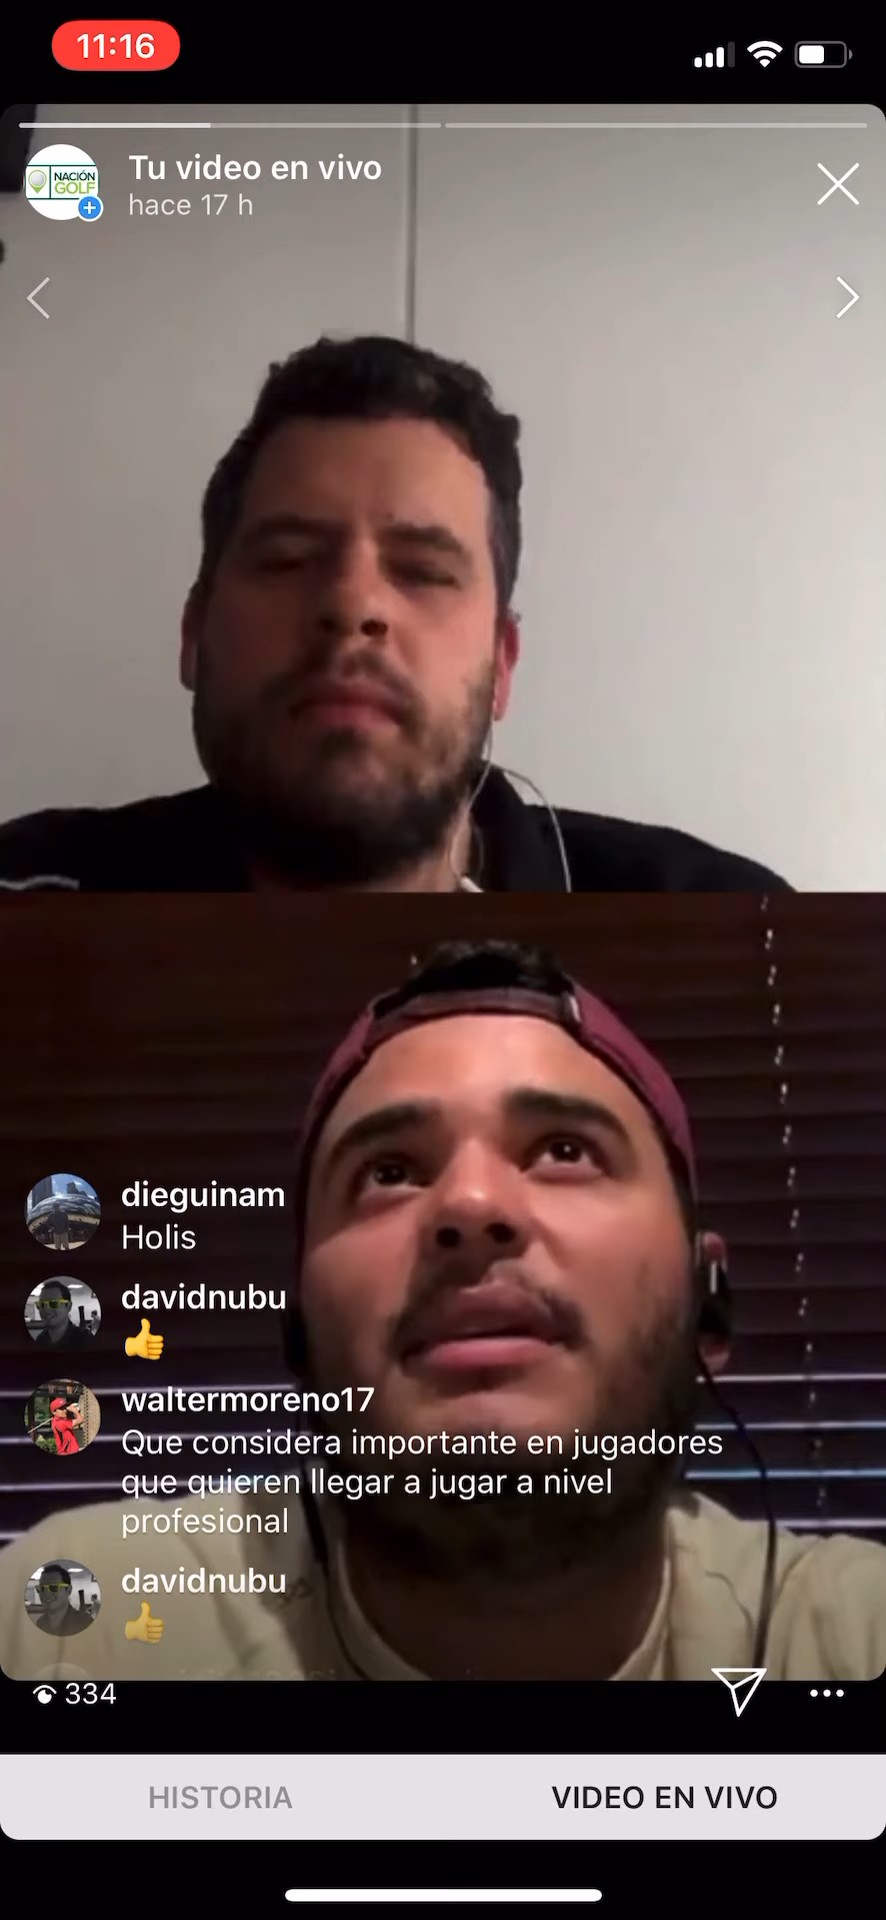 11:16
NACIÓN
GOLF
Tu video en vivo
hace 17 h
dieguinam
Holis
davidnubu
👍
waltermoreno17
Que considera importante en jugadores
que quieren llegar a jugar a nivel
profesional
davidnubu
👍
334
HISTORIA
VIDEO EN VIVO